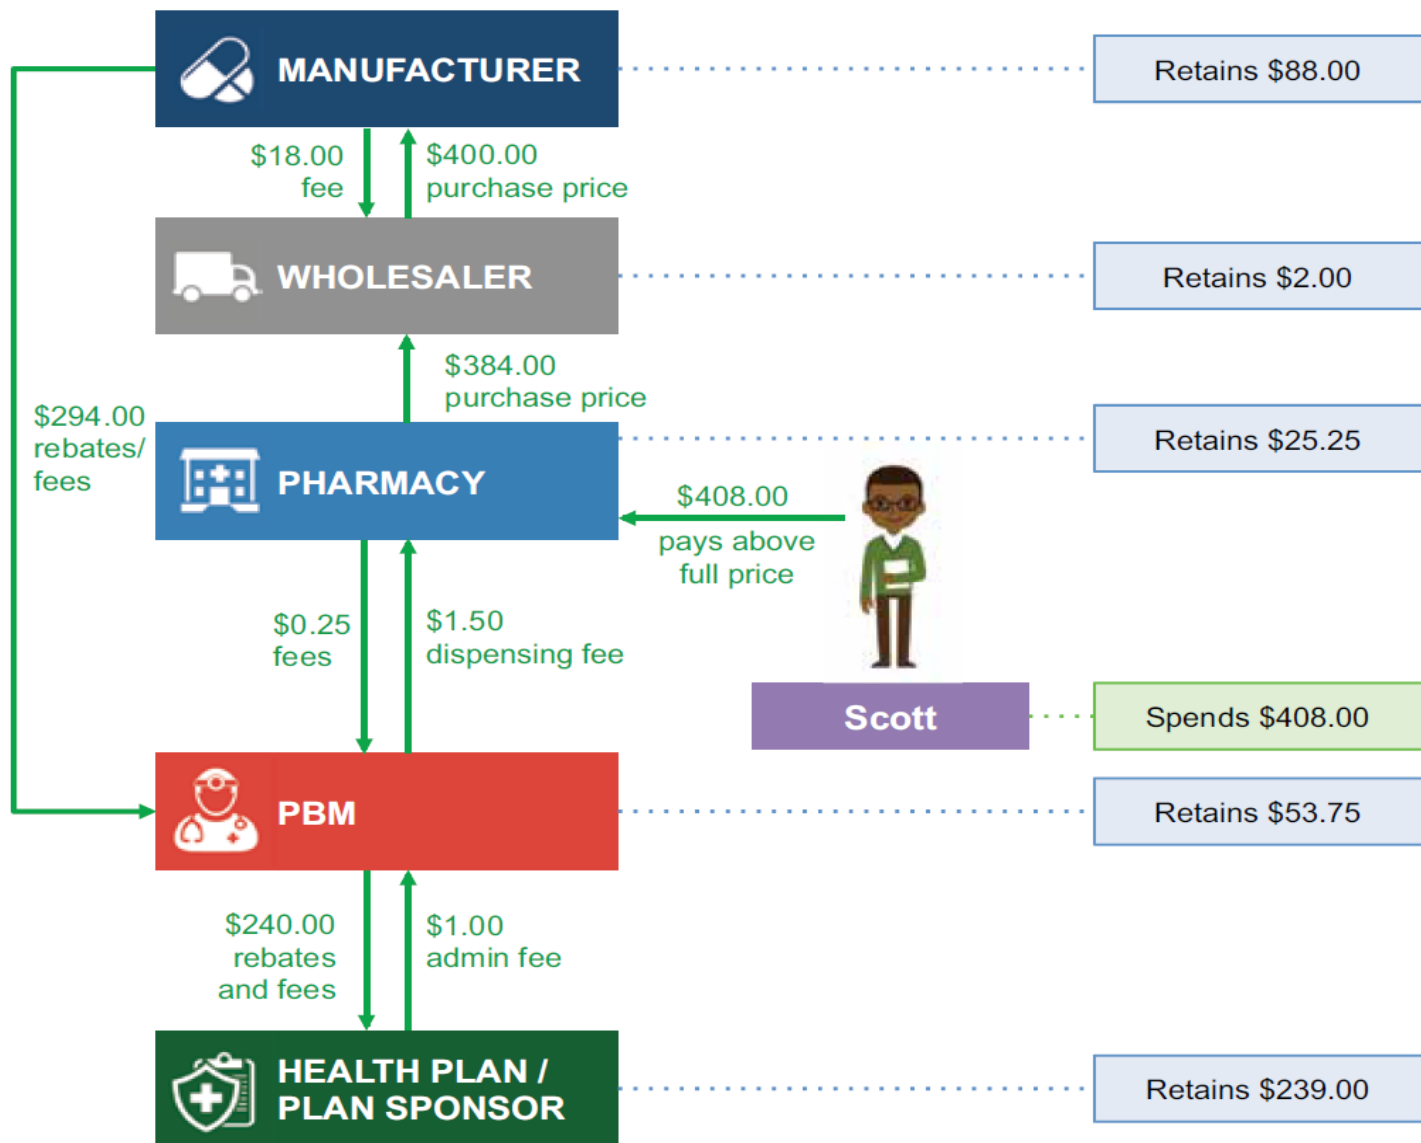 MANUFACTURER
Retains $88.00
$18.00
fee
$400.00
purchase price
WHOLESALER
Retains $2.00
$384.00
purchase price
$294.00
rebates/
fees
PHARMACY
Retains $25.25
$408.00
pays above
full price
$0.25
fees
$1.50
dispensing fee
Scott
Spends $408.00
PBM
Retains $53.75
$240.00
rebates
and fees
$1.00
admin fee
HEALTH PLAN /
PLAN SPONSOR
Retains $239.00